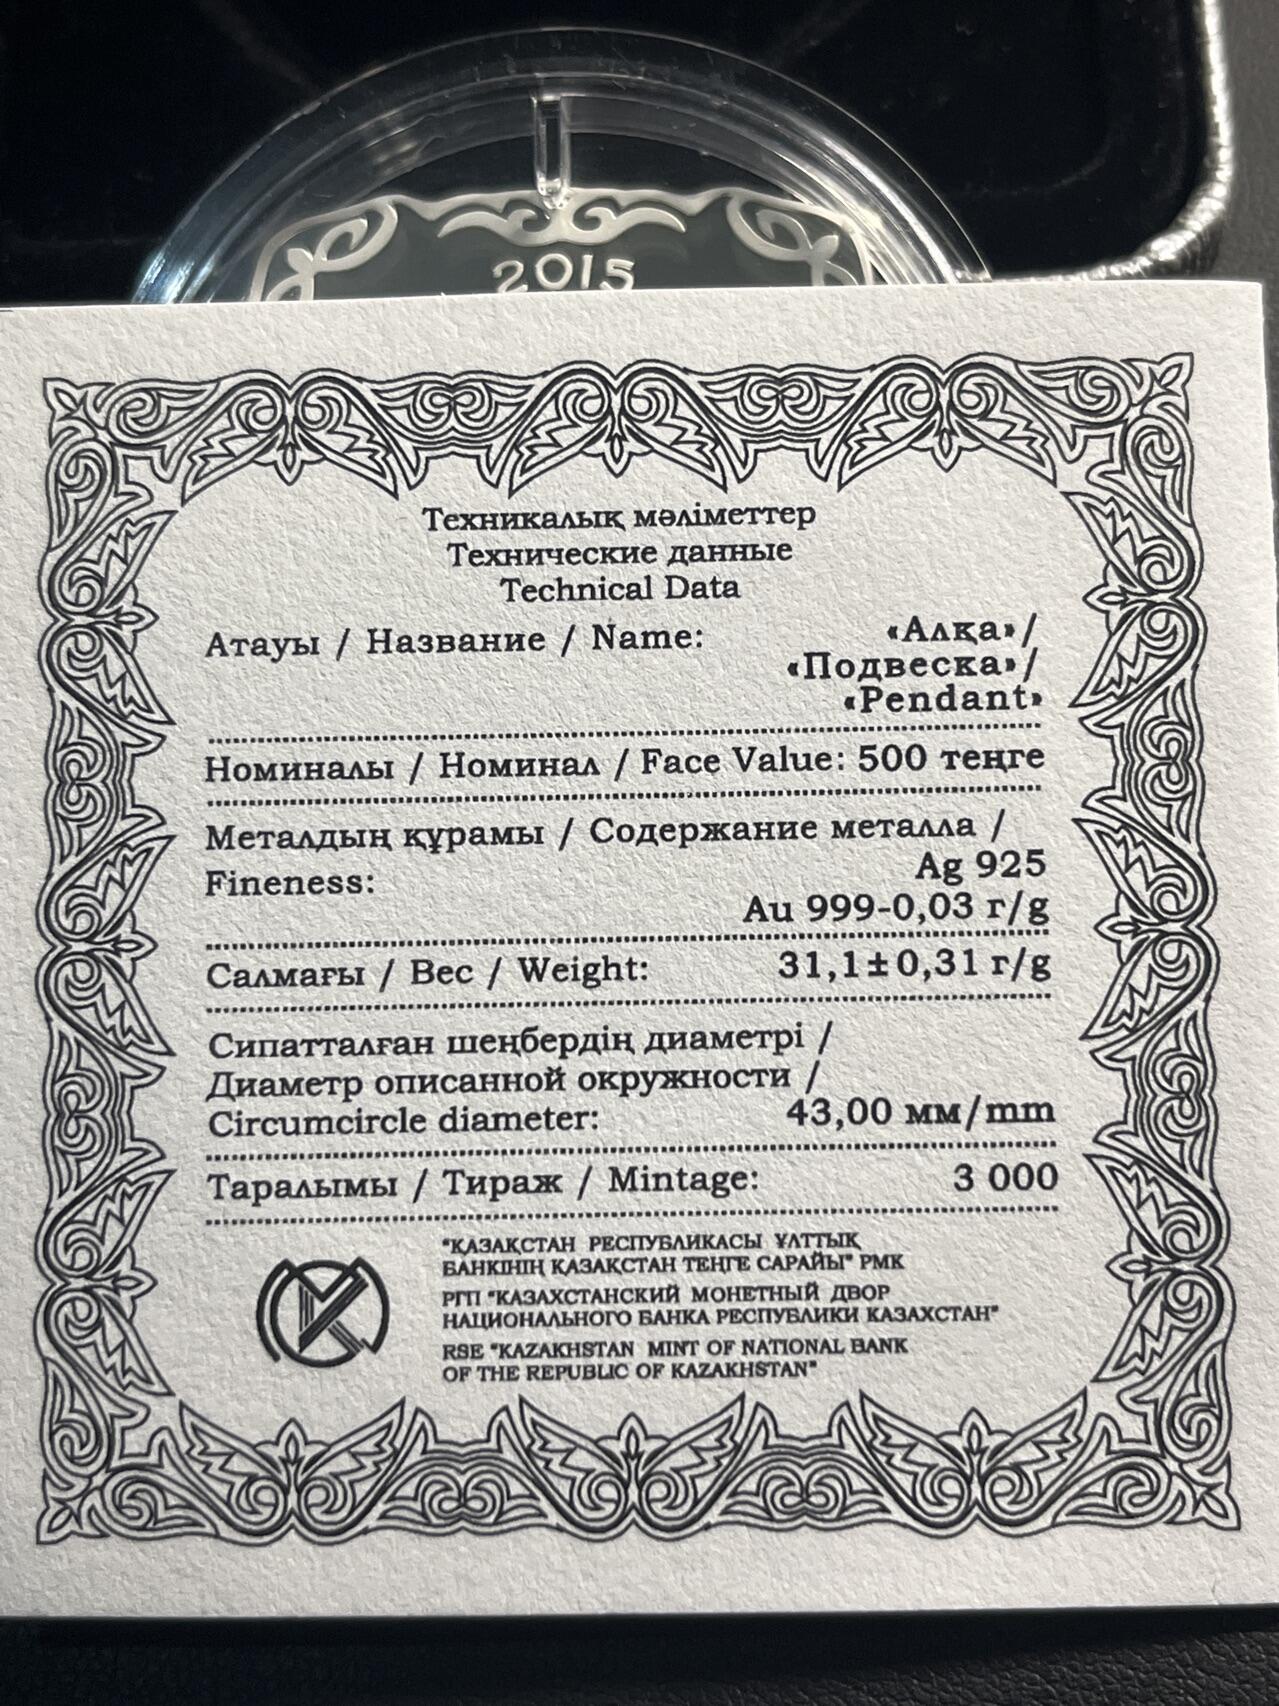 2015
Техникалық мәліметтер
Технические данные
Technical Data
Атауы / Название / Name: «Алқа»/
«Подвеска»/
«Pendant»
Номиналы / Номинал / Face Value: 500 теңге
Металдың құрамы / Содержание металла /
Fineness: Ag 925
Au 999-0,03 г/g
Салмағы / Вес / Weight: 31,1±0,31 г/g
Сипатталған шеңбердің диаметрі /
Диаметр описанной окружности /
Circumcircle diameter: 43,00 мм/mm
Таралымы / Тираж / Mintage: 3 000
"ҚАЗАҚСТАН РЕСПУБЛИКАСЫ ҰЛТТЫҚ
БАНКІНІҢ ҚАЗАҚСТАН ТЕҢГЕ САРАЙЫ" РМК
РГП "КАЗАХСТАНСКИЙ МОНЕТНЫЙ ДВОР
НАЦИОНАЛЬНОГО БАНКА РЕСПУБЛИКИ КАЗАХСТАН"
RSE "KAZAKHSTAN MINT OF NATIONAL BANK
OF THE REPUBLIC OF KAZAKHSTAN"